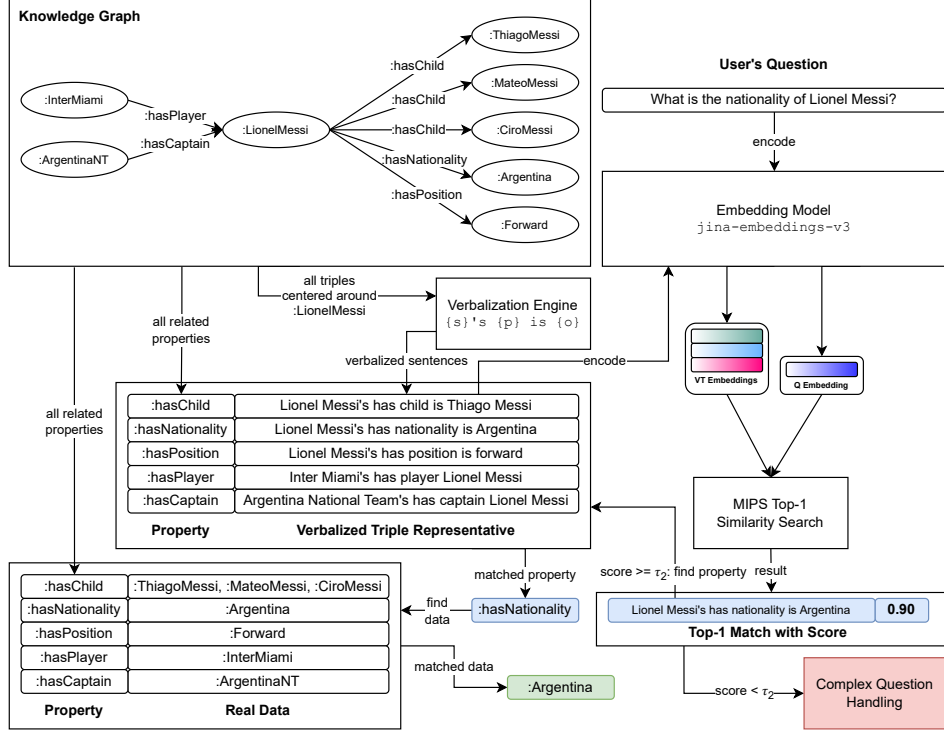 Knowledge Graph
:ThiagoMessi
:hasChild
:MateoMessi
:InterMiami
:hasPlayer
:hasChild
:LionelMessi
:hasChild
:CiroMessi
:hasCaptain
:ArgentinaNT
:hasNationality
:Argentina
:hasPosition
:Forward
User's Question
What is the nationality of Lionel Messi?
encode
Embedding Model
jina-embeddings-v3
all triples
centered around
:LionelMessi
Verbalization Engine
{s}'s {p} is {o}
all related
properties
verbalized sentences
encode
VT Embeddings
Q Embedding
all related
properties
:hasChild
Lionel Messi's has child is Thiago Messi
:hasNationality
Lionel Messi's has nationality is Argentina
:hasPosition
Lionel Messi's has position is forward
:hasPlayer
Inter Miami's has player Lionel Messi
:hasCaptain
Argentina National Team's has captain Lionel Messi
Property
Verbalized Triple Representative
MIPS Top-1
Similarity Search
matched property
score >= τ2: find property
result
:hasChild
:ThiagoMessi, :MateoMessi, :CiroMessi
:hasNationality
:Argentina
:hasPosition
:Forward
:hasPlayer
:InterMiami
:hasCaptain
:ArgentinaNT
Property
Real Data
find
data
:hasNationality
Lionel Messi's has nationality is Argentina
0.90
Top-1 Match with Score
matched data
:Argentina
score < τ2
Complex Question
Handling